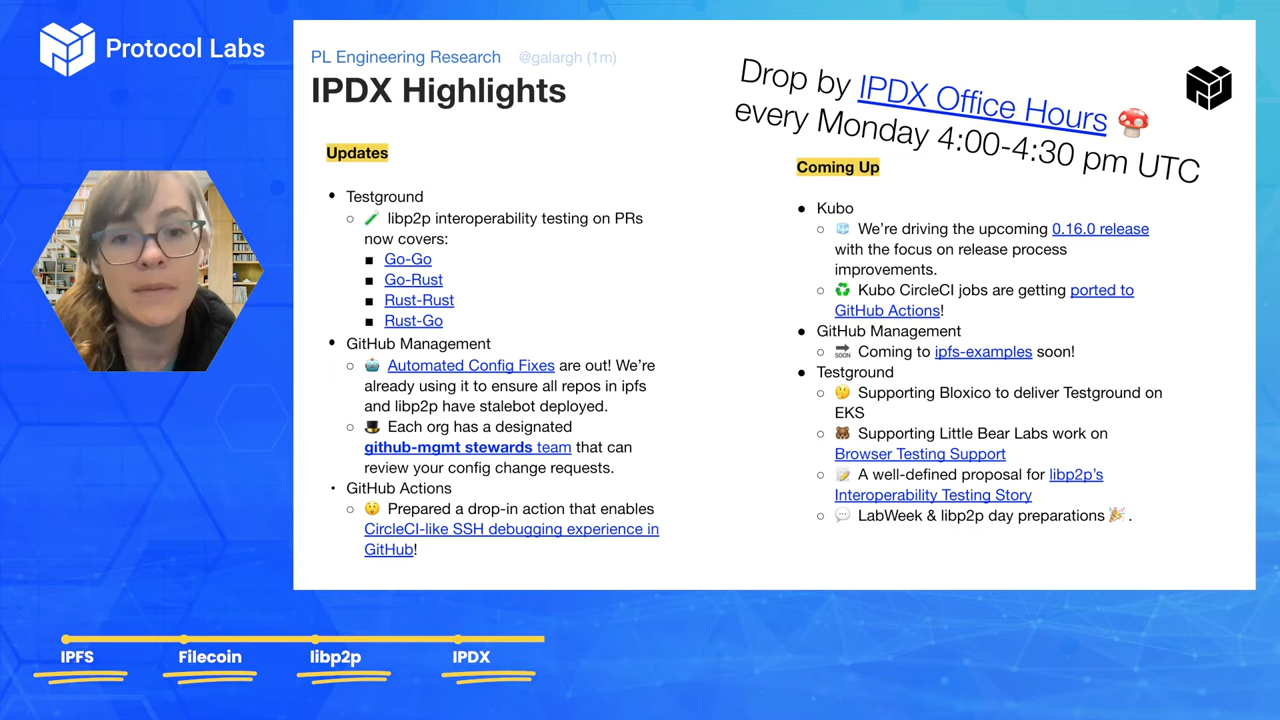 Protocol Labs
PL Engineering Research @galargh (1m)
IPDX Highlights
Drop by IPDX Office Hours 🍄
every Monday 4:00-4:30 pm UTC
Updates
• Testground
○ 🧪 libp2p interoperability testing on PRs
now covers:
■ Go-Go
■ Go-Rust
■ Rust-Rust
■ Rust-Go
• GitHub Management
○ 🤖 Automated Config Fixes are out! We're
already using it to ensure all repos in ipfs
and libp2p have stalebot deployed.
○ 🎩 Each org has a designated
github-mgmt stewards team that can
review your config change requests.
• GitHub Actions
○ 😲 Prepared a drop-in action that enables
CircleCI-like SSH debugging experience in
GitHub!
Coming Up
● Kubo
○ 🧊 We're driving the upcoming 0.16.0 release
with the focus on release process
improvements.
○ ♻️ Kubo CircleCI jobs are getting ported to
GitHub Actions!
● GitHub Management
○ 🔜 Coming to ipfs-examples soon!
● Testground
○ 🤔 Supporting Bloxico to deliver Testground on
EKS
○ 🐻 Supporting Little Bear Labs work on
Browser Testing Support
○ 📝 A well-defined proposal for libp2p's
Interoperability Testing Story
○ 💬 LabWeek & libp2p day preparations 🎉 .
IPFS
Filecoin
libp2p
IPDX